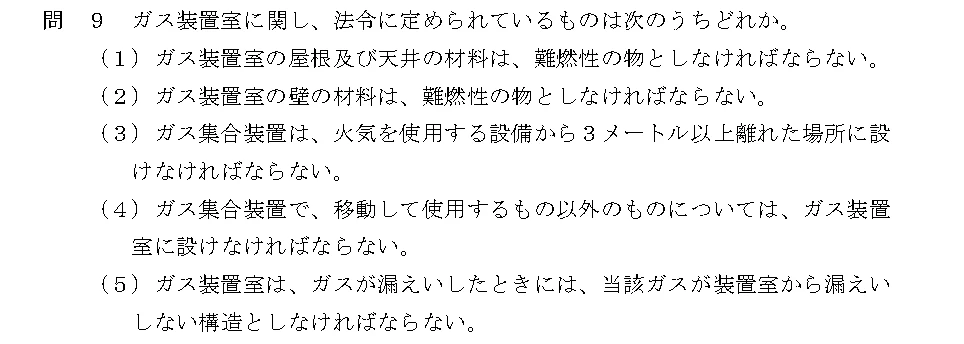 問　９　ガス装置室に関し、法令に定められているものは次のうちどれか。
（１）ガス装置室の屋根及び天井の材料は、難燃性の物としなければならない。
（２）ガス装置室の壁の材料は、難燃性の物としなければならない。
（３）ガス集合装置は、火気を使用する設備から３メートル以上離れた場所に設
けなければならない。
（４）ガス集合装置で、移動して使用するもの以外のものについては、ガス装置
室に設けなければならない。
（５）ガス装置室は、ガスが漏えいしたときには、当該ガスが装置室から漏えい
しない構造としなければならない。